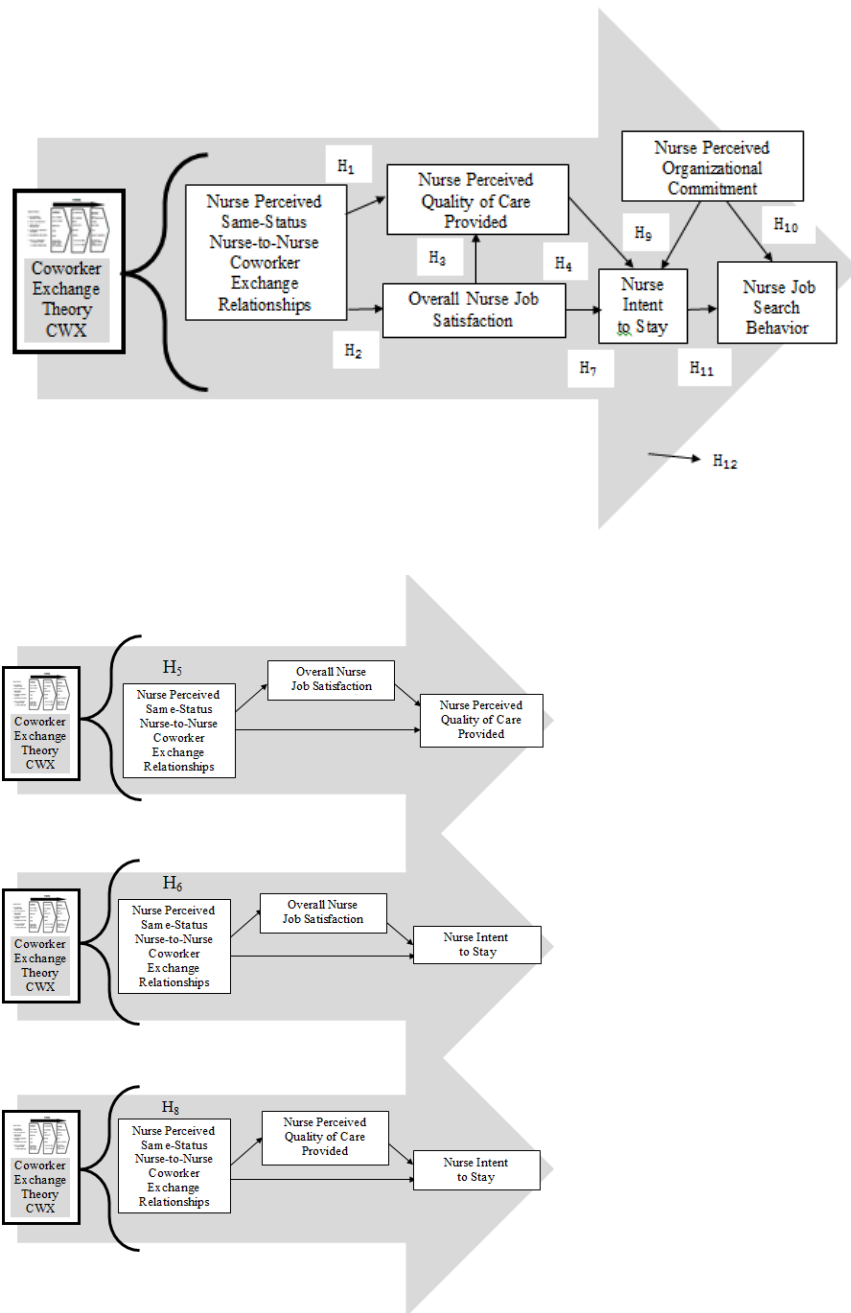 H₁
Nurse Perceived
Organizational
Commitment
Nurse Perceived
Quality of Care
Provided
Nurse Perceived
Same-Status
Nurse-to-Nurse
Coworker
Exchange
Relationships
H₁₀
H₉
H₃
H₄
Coworker
Exchange
Theory
CWX
Nurse
Intent
to Stay
Nurse Job
Search
Behavior
Overall Nurse Job
Satisfaction
H₂
H₇
H₁₁
H₁₂
H₅
Overall Nurse
Job Satisfaction
Nurse Perceived
Same-Status
Nurse-to-Nurse
Coworker
Exchange
Relationships
Nurse Perceived
Quality of Care
Provided
Coworker
Exchange
Theory
CWX
H₆
Overall Nurse
Job Satisfaction
Nurse Perceived
Same-Status
Nurse-to-Nurse
Coworker
Exchange
Relationships
Nurse Intent
to Stay
Coworker
Exchange
Theory
CWX
H₈
Nurse Perceived
Quality of Care
Provided
Nurse Perceived
Same-Status
Nurse-to-Nurse
Coworker
Exchange
Relationships
Nurse Intent
to Stay
Coworker
Exchange
Theory
CWX